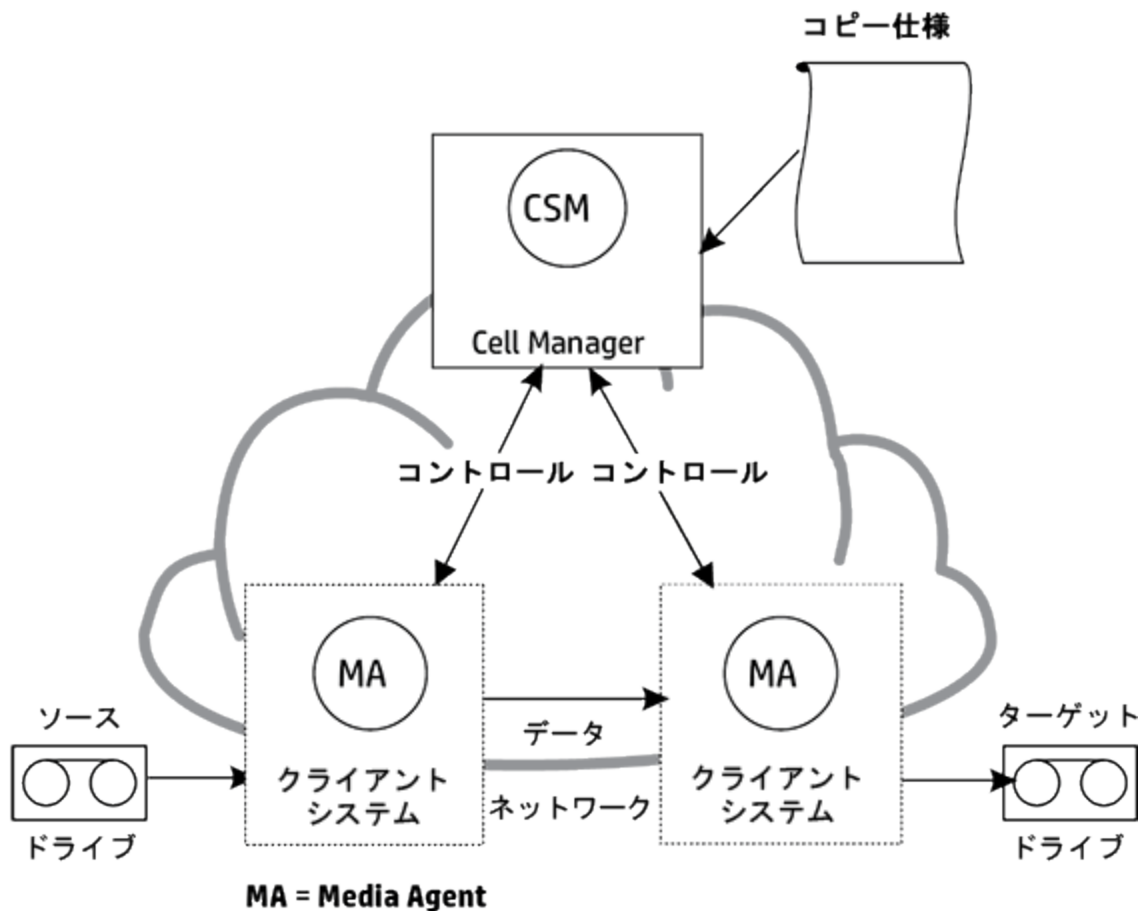 コピー仕様
CSM
Cell Manager
コントロール コントロール
MA
MA
ソース
データ
ターゲット
クライアント
システム
クライアント
システム
ネットワーク
ドライブ
ドライブ
MA = Media Agent